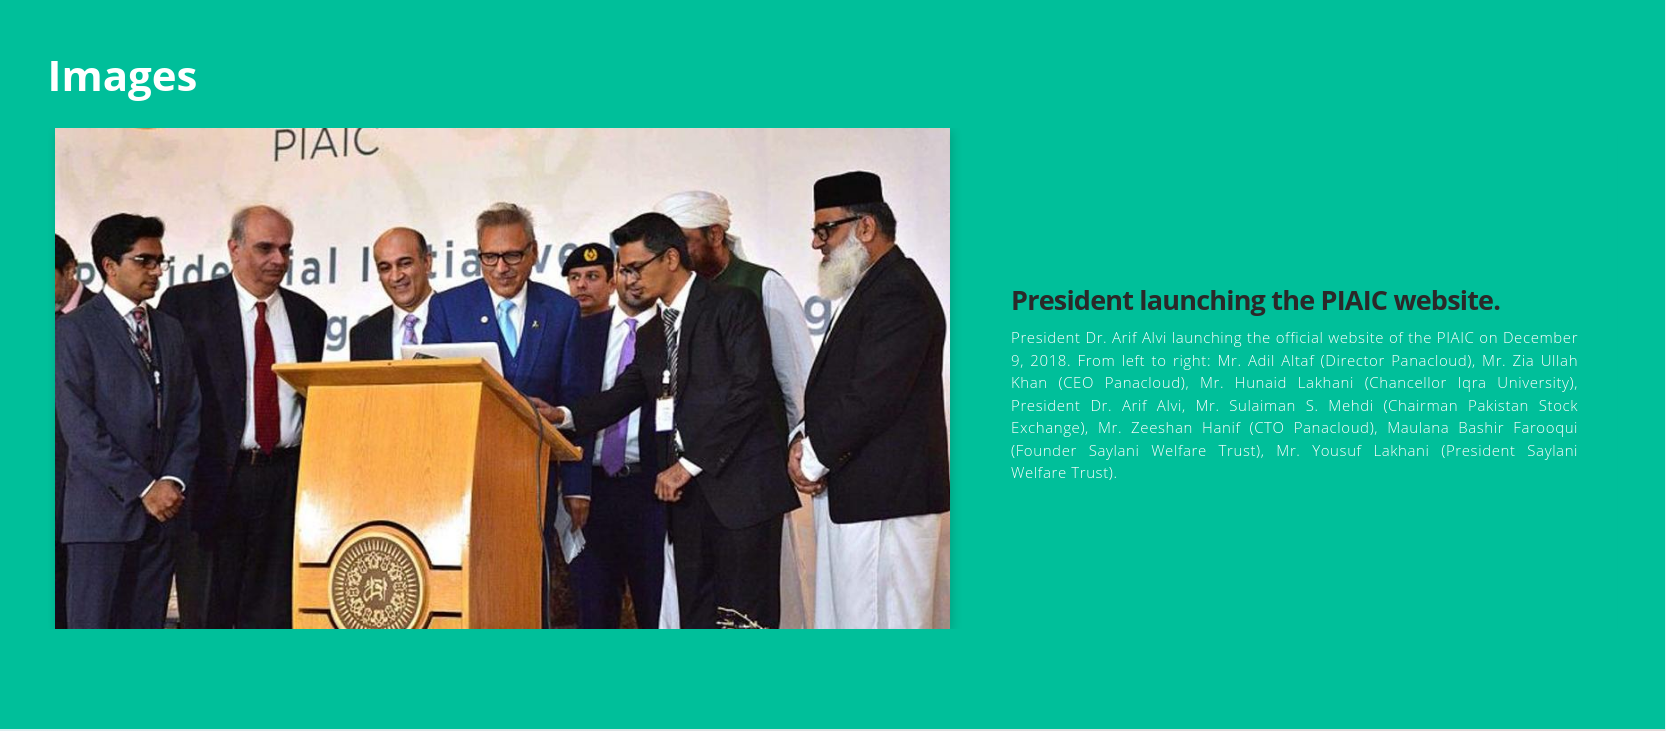 Images
PIAIC
President launching the PIAIC website.
President Dr. Arif Alvi launching the official website of the PIAIC on December
9, 2018. From left to right: Mr. Adil Altaf (Director Panacloud), Mr. Zia Ullah
Khan (CEO Panacloud), Mr. Hunaid Lakhani (Chancellor Iqra University),
President Dr. Arif Alvi, Mr. Sulaiman S. Mehdi (Chairman Pakistan Stock
Exchange), Mr. Zeeshan Hanif (CTO Panacloud), Maulana Bashir Farooqui
(Founder Saylani Welfare Trust), Mr. Yousuf Lakhani (President Saylani
Welfare Trust).